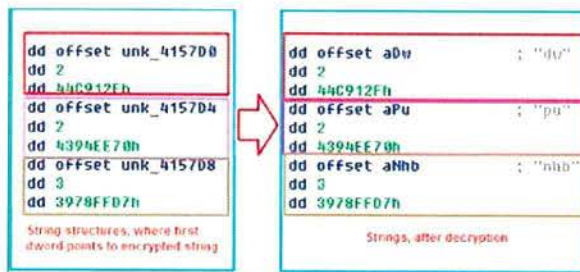 dd offset unk_4157D0
dd 2
dd 44C912Fh
dd offset unk_4157D4
dd 2
dd 4394EE70h
dd offset unk_4157D8
dd 3
dd 3978FFD7h
String structures, where first
dword points to encrypted string
dd offset aDw ; "dw"
dd 2
dd 44C912Fh
dd offset aPu ; "pu"
dd 2
dd 4394EE70h
dd offset aNhb ; "nhb"
dd 3
dd 3978FFD7h
Strings, after decryption